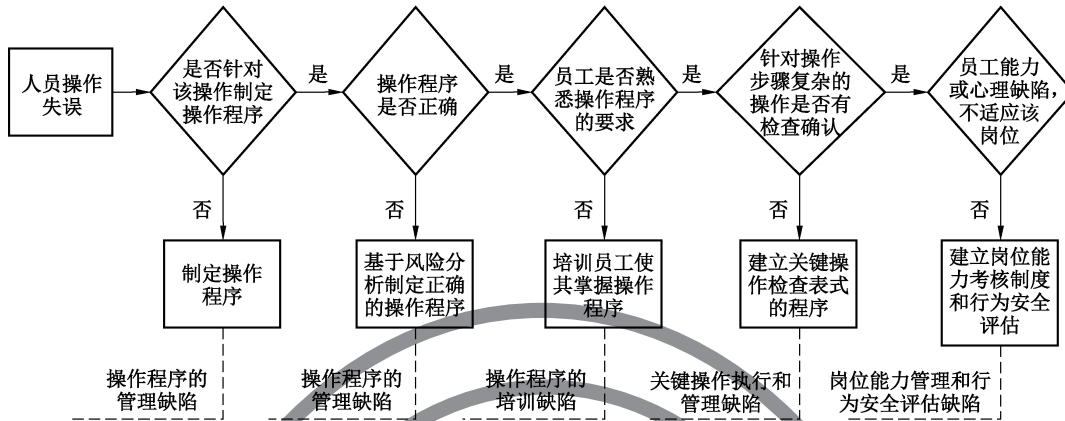 人员操作
失误
是否针对
该操作制定
操作程序
是
操作程序
是否正确
是
员工是否熟
悉操作程序
的要求
是
针对操作
步骤复杂的
操作是否有
检查确认
是
员工能力
或心理缺陷，
不适应该
岗位
否
否
否
否
否
制定操作
程序
基于风险分
析制定正确
的操作程序
培训员工使
其掌握操作
程序
建立关键操
作检查表式
的程序
建立岗位能
力考核制度
和行为安全
评估
操作程序的
管理缺陷
操作程序的
管理缺陷
操作程序的
培训缺陷
关键操作执行和
管理缺陷
岗位能力管理和行
为安全评估缺陷